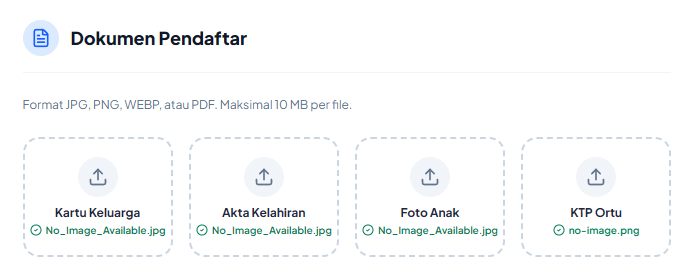 Dokumen Pendaftar
Format JPG, PNG, WEBP, atau PDF. Maksimal 10 MB per file.
Kartu Keluarga
No_Image_Available.jpg
Akta Kelahiran
No_Image_Available.jpg
Foto Anak
No_Image_Available.jpg
KTP Ortu
no-image.png